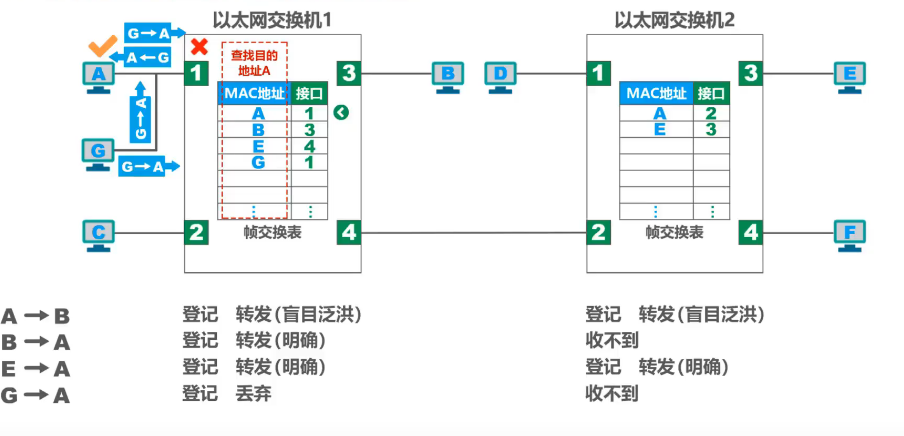 以太网交换机1
以太网交换机2
G→A
A←G
查找目的
地址A
A
1
3
B
D
1
3
E
MAC地址 接口
A 1
B 3
E 4
G 1
⋮ ⋮
MAC地址 接口
A 2
E 3
⋮ ⋮
G→A
G
G→A
C
2
帧交换表
4
2
帧交换表
4
F
A→B 登记 转发(盲目泛洪) 登记 转发(盲目泛洪)
B→A 登记 转发(明确) 收不到
E→A 登记 转发(明确) 登记 转发(明确)
G→A 登记 丢弃 收不到